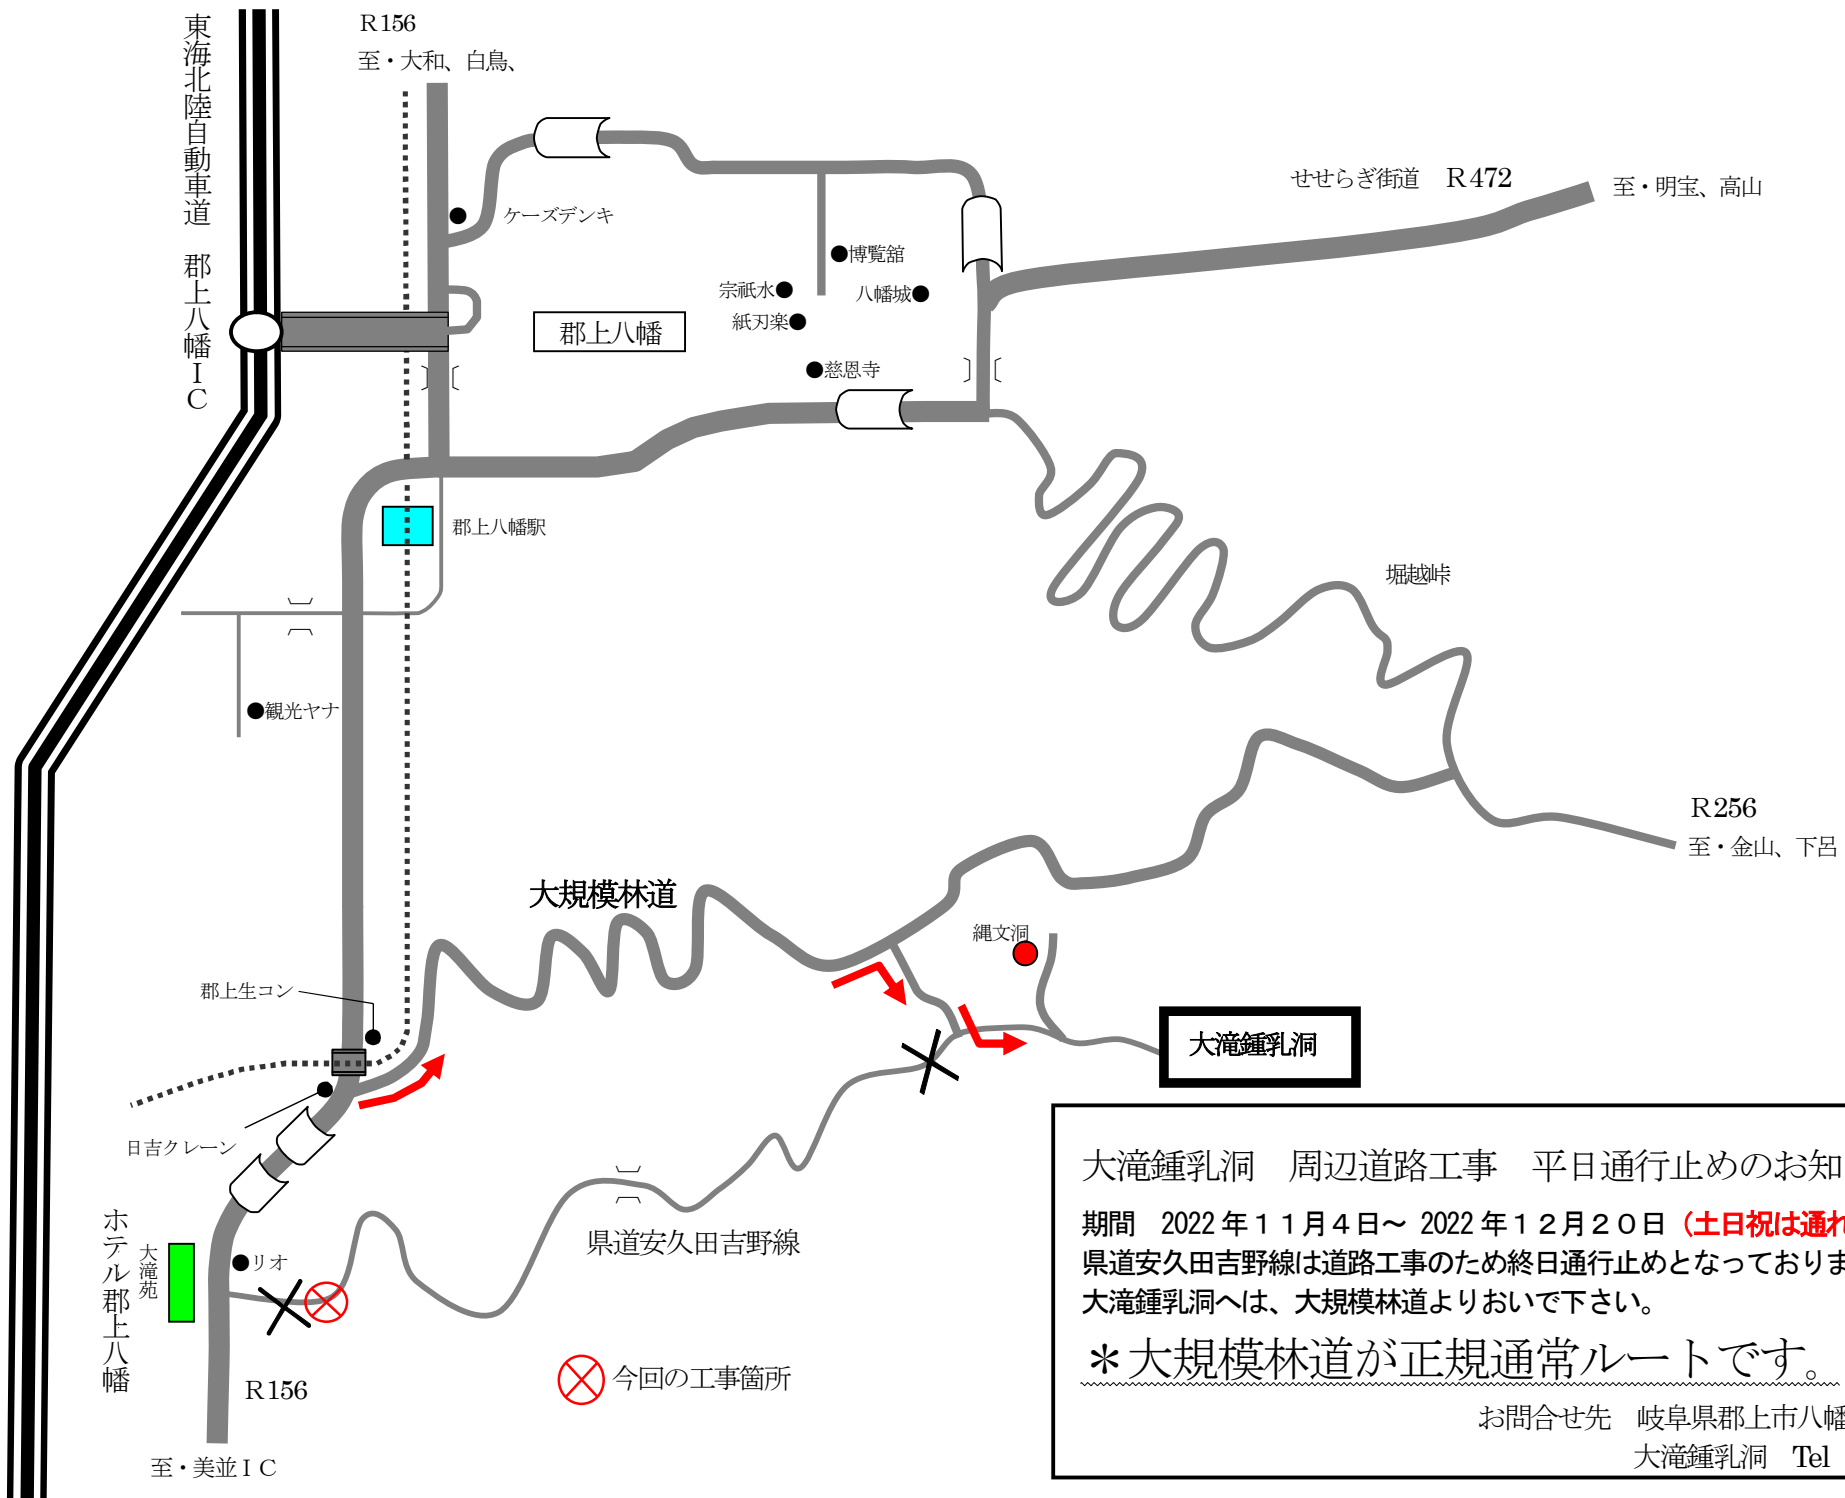 東海北陸自動車道　郡上八幡ＩＣ
Ｒ156
至・大和、白鳥、
ケーズデンキ
せせらぎ街道　Ｒ472
至・明宝、高山
博覧舘
宗祇水
八幡城
紙刃楽
郡上八幡
慈恩寺
郡上八幡駅
堀越峠
観光ヤナ
Ｒ256
至・金山、下呂
大規模林道
縄文洞
郡上生コン
大滝鍾乳洞
日吉クレーン
県道安久田吉野線
ホテル郡上八幡
大滝苑
リオ
今回の工事箇所
Ｒ156
至・美並ＩＣ
大滝鍾乳洞　周辺道路工事　平日通行止めのお知
期間　2022年１１月４日～ 2022年１２月２０日（土日祝は通れ
県道安久田吉野線は道路工事のため終日通行止めとなっておりま
大滝鍾乳洞へは、大規模林道よりおいで下さい。
＊大規模林道が正規通常ルートです。
お問合せ先　岐阜県郡上市八幡
大滝鍾乳洞　Tel